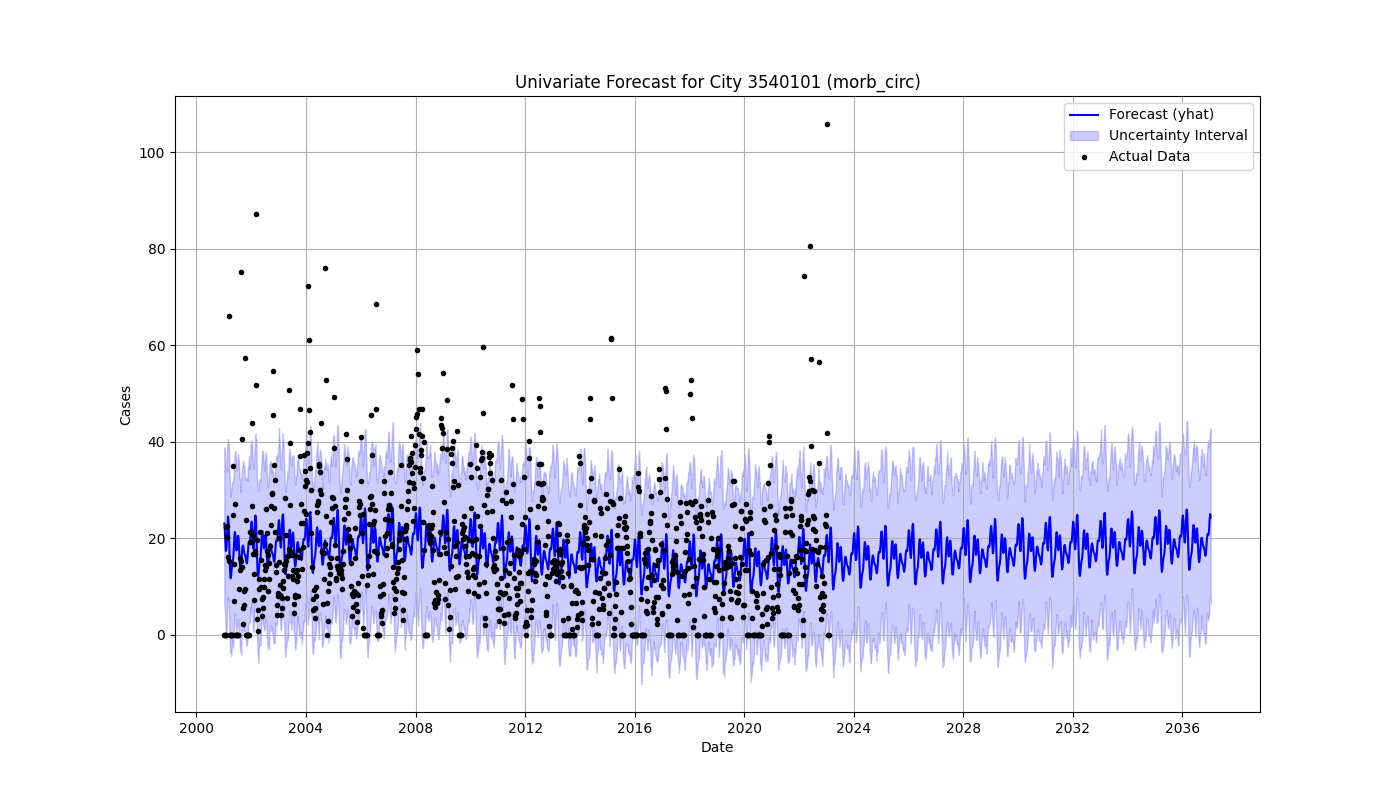 Univariate Forecast for City 3540101 (morb_circ)
Forecast (yhat)
Uncertainty Interval
Actual Data
100
80
60
40
20
0
Cases
2000 2004 2008 2012 2016 2020 2024 2028 2032 2036
Date